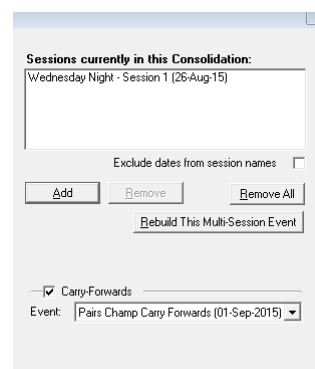 Sessions currently in this Consolidation:
Wednesday Night - Session 1 (26-Aug-15)
Exclude dates from session names
Add Remove Remove All
Rebuild This Multi-Session Event
Carry-Forwards
Event: Pairs Champ Carry Forwards (01-Sep-2015)